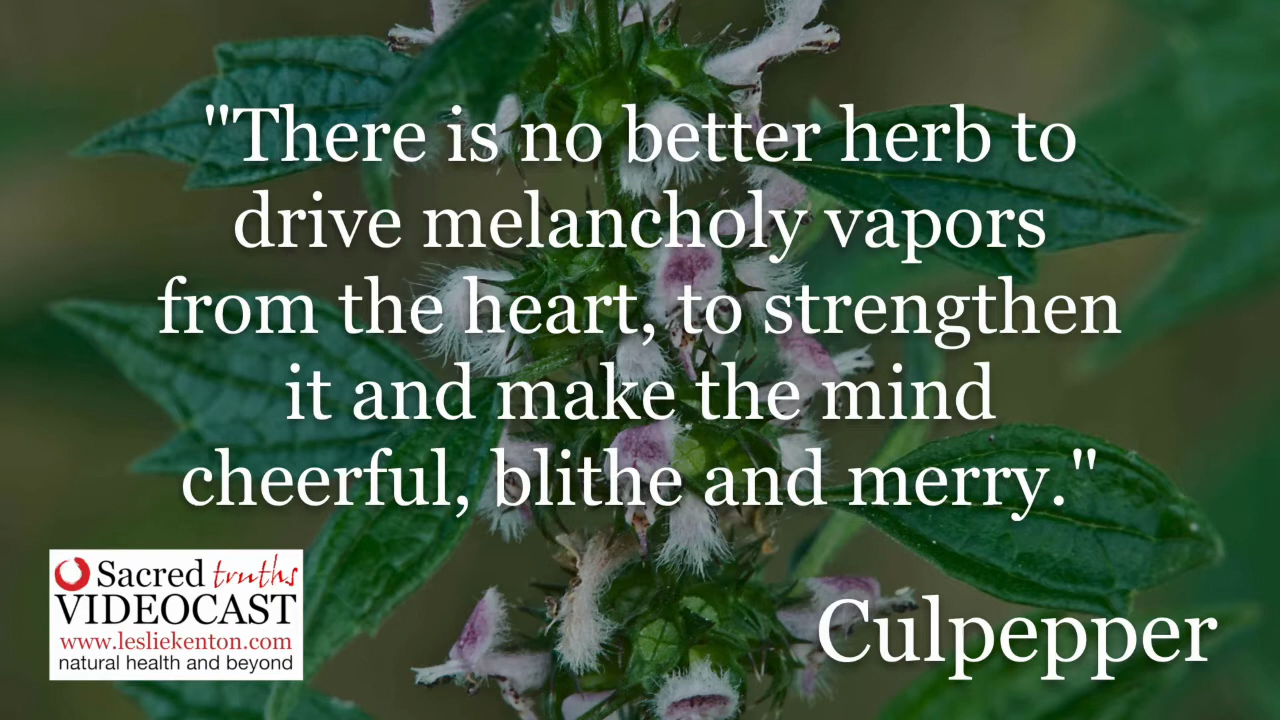 "There is no better herb to
drive melancholy vapors
from the heart, to strengthen
it and make the mind
cheerful, blithe and merry."
Culpepper
Sacred truths
VIDEOCAST
www.lesliekenton.com
natural health and beyond